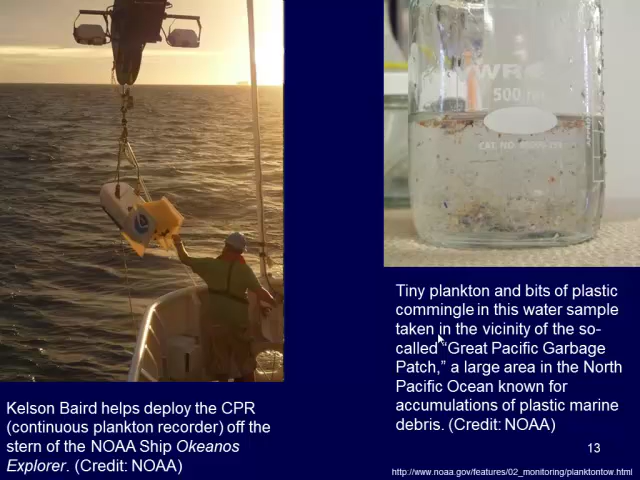 500 ml
CAT. NO.
Tiny plankton and bits of plastic
commingle in this water sample
taken in the vicinity of the so-
called “Great Pacific Garbage
Patch,” a large area in the North
Pacific Ocean known for
accumulations of plastic marine
debris. (Credit: NOAA)
Kelson Baird helps deploy the CPR
(continuous plankton recorder) off the
stern of the NOAA Ship Okeanos
Explorer. (Credit: NOAA)
13
http://www.noaa.gov/features/02_monitoring/planktontow.html